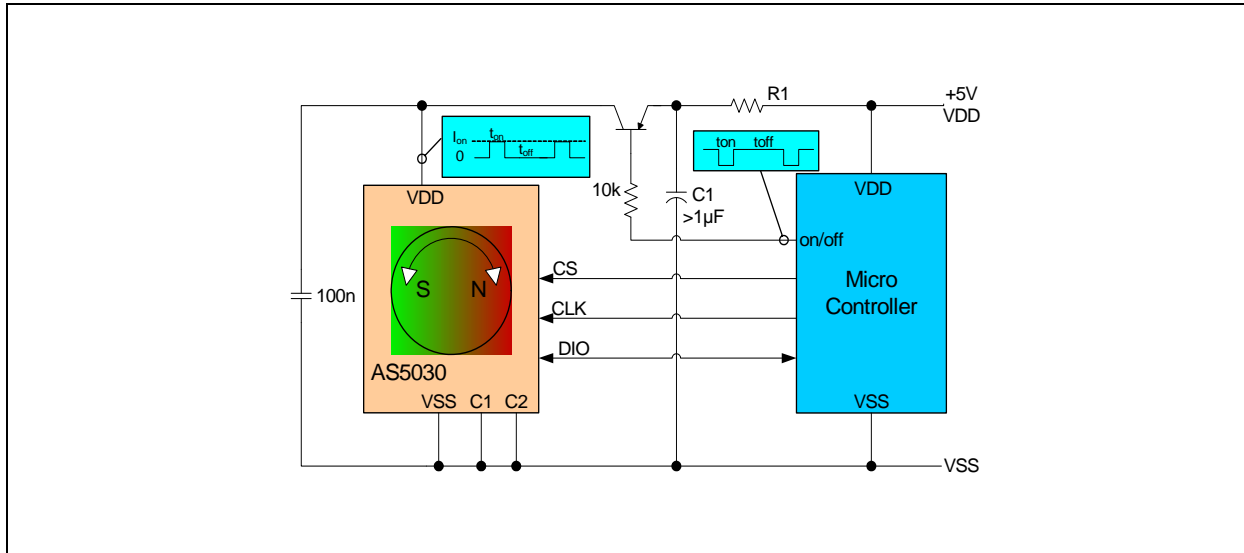 R1
+5V
VDD
Ion
ton
0
toff
ton
toff
VDD
10k
C1
>1µF
VDD
on/off
CS
S
N
Micro
Controller
100n
CLK
DIO
AS5030
VSS
C1
C2
VSS
VSS